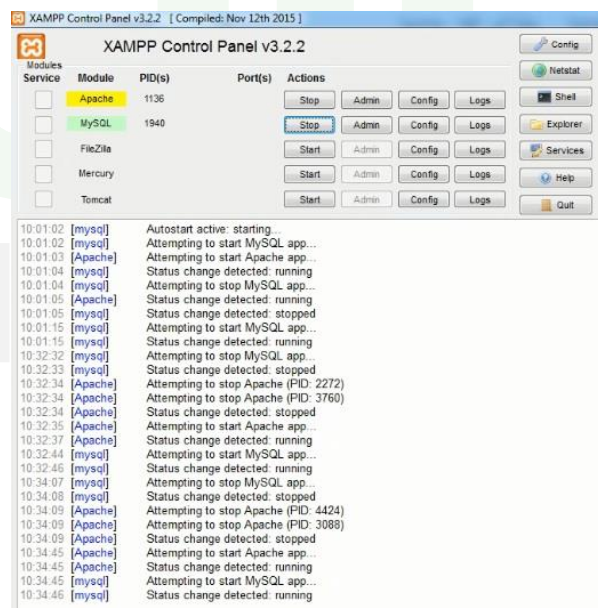 XAMPP Control Panel v3.2.2 [ Compiled: Nov 12th 2015 ]
XAMPP Control Panel v3.2.2
Config
Modules
Service Module PID(s) Port(s) Actions
Netstat
Apache 1136 Stop Admin Config Logs
Shell
MySQL 1940 Stop Admin Config Logs
Explorer
FileZilla Start Admin Config Logs
Services
Mercury Start Admin Config Logs
Help
Tomcat Start Admin Config Logs
Quit
10:01:02 [mysql] Autostart active: starting...
10:01:02 [mysql] Attempting to start MySQL app...
10:01:03 [Apache] Attempting to start Apache app...
10:01:04 [mysql] Status change detected: running
10:01:04 [mysql] Attempting to stop MySQL app...
10:01:05 [Apache] Status change detected: running
10:01:05 [mysql] Status change detected: stopped
10:01:15 [mysql] Attempting to start MySQL app...
10:01:15 [mysql] Status change detected: running
10:32:32 [mysql] Attempting to stop MySQL app...
10:32:33 [mysql] Status change detected: stopped
10:32:34 [Apache] Attempting to stop Apache (PID: 2272)
10:32:34 [Apache] Attempting to stop Apache (PID: 3760)
10:32:34 [Apache] Status change detected: stopped
10:32:35 [Apache] Attempting to start Apache app...
10:32:37 [Apache] Status change detected: running
10:32:44 [mysql] Attempting to start MySQL app...
10:32:46 [mysql] Status change detected: running
10:34:07 [mysql] Attempting to stop MySQL app...
10:34:08 [mysql] Status change detected: stopped
10:34:09 [Apache] Attempting to stop Apache (PID: 4424)
10:34:09 [Apache] Attempting to stop Apache (PID: 3088)
10:34:09 [Apache] Status change detected: stopped
10:34:45 [Apache] Attempting to start Apache app...
10:34:45 [Apache] Status change detected: running
10:34:45 [mysql] Attempting to start MySQL app...
10:34:46 [mysql] Status change detected: running